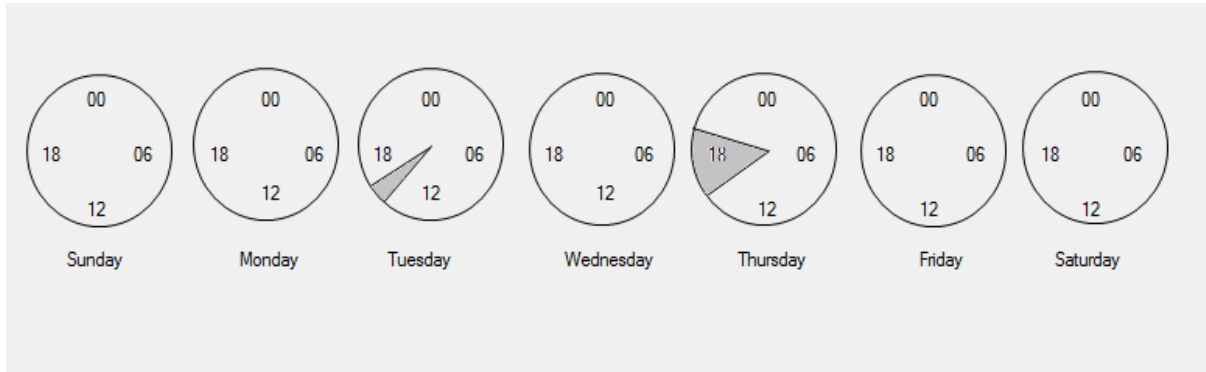 00 00 00 00 00 00 00
18 06 18 06 18 06 18 06 18 06 18 06 18 06
12 12 12 12 12 12 12
Sunday Monday Tuesday Wednesday Thursday Friday Saturday